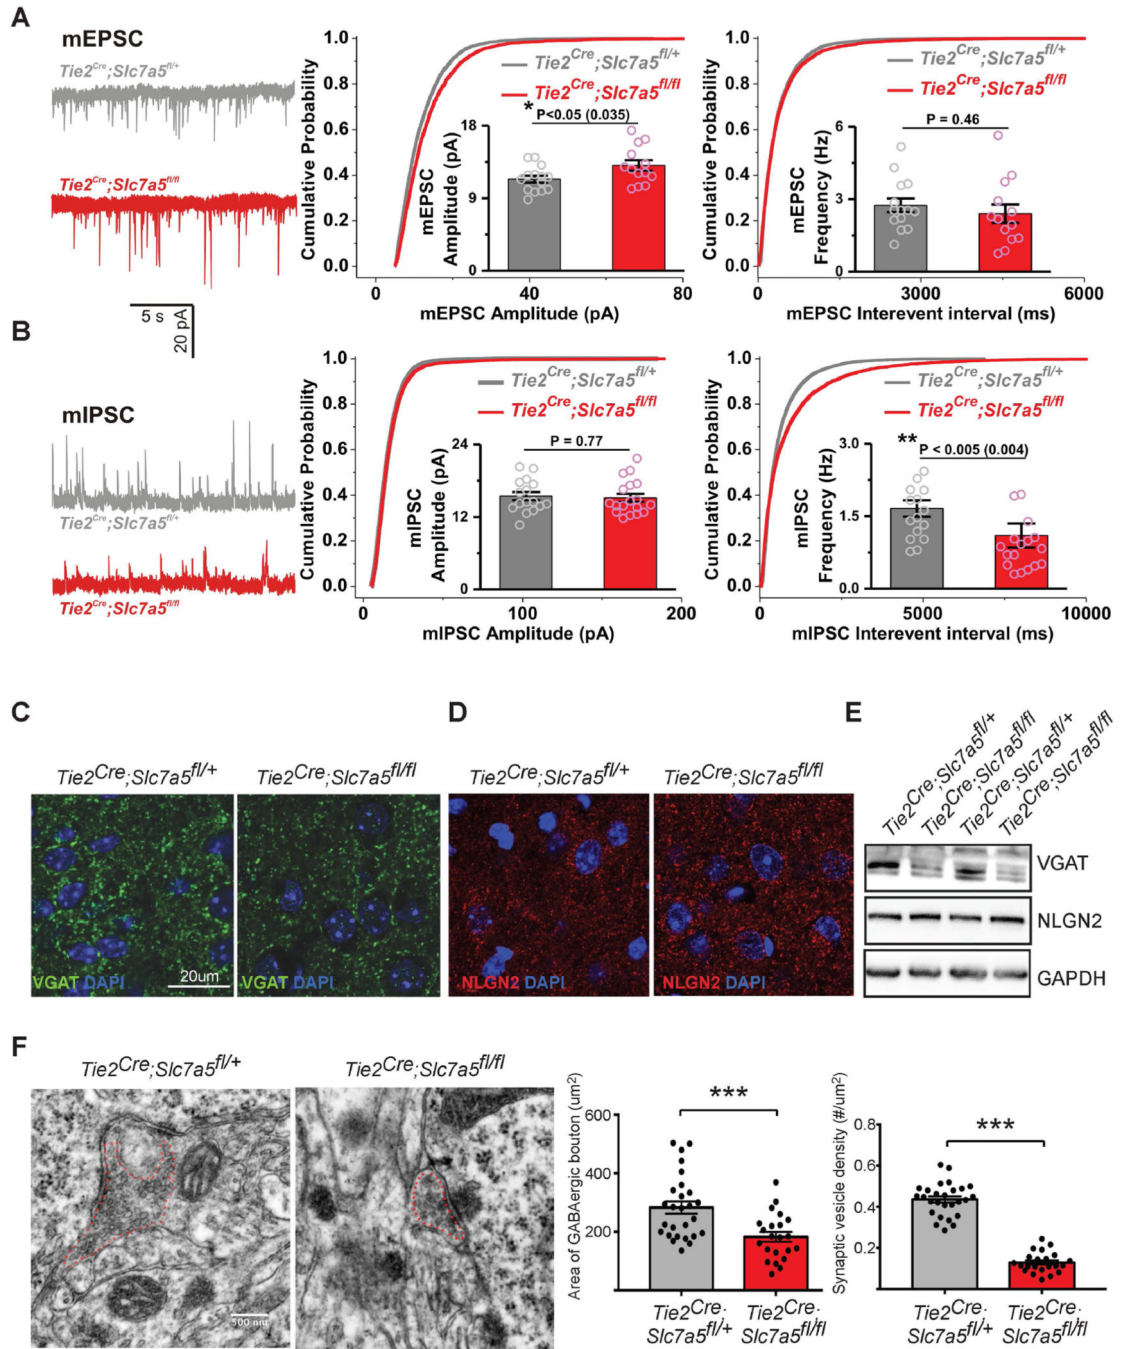 A
mEPSC
Tie2Cre;Slc7a5fl/+
Tie2Cre;Slc7a5fl/fl
5 s
20 pA
Cumulative Probability
1.0
0.8
0.6
0.4
0.2
0.0
0
40
80
mEPSC Amplitude (pA)
Tie2Cre;Slc7a5fl/+
Tie2Cre;Slc7a5fl/fl
*
P<0.05 (0.035)
mEPSC
Amplitude (pA)
18
9
0
Cumulative Probability
1.0
0.8
0.6
0.4
0.2
0.0
0
3000
6000
mEPSC Interevent interval (ms)
Tie2Cre;Slc7a5fl/+
Tie2Cre;Slc7a5fl/fl
P = 0.46
mEPSC
Frequency (Hz)
6
3
0
B
mIPSC
Tie2Cre;Slc7a5fl/+
Tie2Cre;Slc7a5fl/fl
Cumulative Probability
1.0
0.8
0.6
0.4
0.2
0.0
0
100
200
mIPSC Amplitude (pA)
Tie2Cre;Slc7a5fl/+
Tie2Cre;Slc7a5fl/fl
P = 0.77
mIPSC
Amplitude (pA)
24
12
0
Cumulative Probability
1.0
0.8
0.6
0.4
0.2
0.0
0
5000
10000
mIPSC Interevent interval (ms)
Tie2Cre;Slc7a5fl/+
Tie2Cre;Slc7a5fl/fl
**
P < 0.005 (0.004)
mIPSC
Frequency (Hz)
3.0
1.5
0.0
C
Tie2Cre;Slc7a5fl/+
Tie2Cre;Slc7a5fl/fl
VGAT DAPI
20um
VGAT DAPI
D
Tie2Cre;Slc7a5fl/+
Tie2Cre;Slc7a5fl/fl
NLGN2 DAPI
NLGN2 DAPI
E
Tie2Cre;Slc7a5fl/+
Tie2Cre;Slc7a5fl/fl
Tie2Cre;Slc7a5fl/+
Tie2Cre;Slc7a5fl/fl
VGAT
NLGN2
GAPDH
F
Tie2Cre;Slc7a5fl/+
Tie2Cre;Slc7a5fl/fl
500 nm
Area of GABAergic bouton (um2)
600
400
200
***
Tie2Cre;
Slc7a5fl/+
Tie2Cre;
Slc7a5fl/fl
Synaptic vesicle density (#/um2)
0.8
0.6
0.4
0.2
***
Tie2Cre;
Slc7a5fl/+
Tie2Cre;
Slc7a5fl/fl